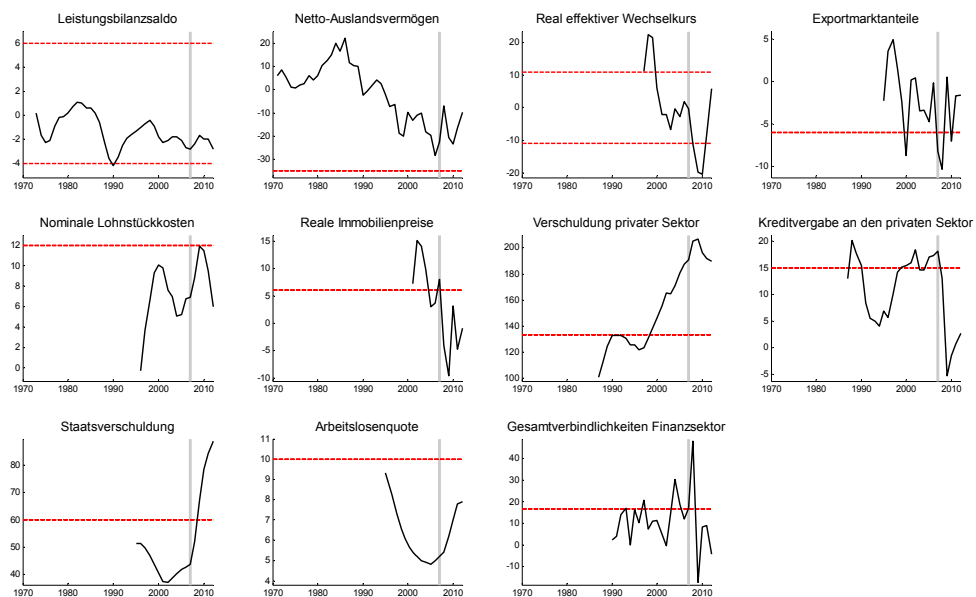 Leistungsbilanzsaldo
6
4
2
0
-2
-4
1970 1980 1990 2000 2010
Netto-Auslandsvermögen
20
10
0
-10
-20
-30
1970 1980 1990 2000 2010
Real effektiver Wechselkurs
20
10
0
-10
-20
1970 1980 1990 2000 2010
Exportmarktanteile
5
0
-5
-10
1970 1980 1990 2000 2010
Nominale Lohnstückkosten
12
10
8
6
4
2
0
1970 1980 1990 2000 2010
Reale Immobilienpreise
15
10
5
0
-5
-10
1970 1980 1990 2000 2010
Verschuldung privater Sektor
200
180
160
140
120
100
1970 1980 1990 2000 2010
Kreditvergabe an den privaten Sektor
20
15
10
5
0
-5
1970 1980 1990 2000 2010
Staatsverschuldung
80
70
60
50
40
1970 1980 1990 2000 2010
Arbeitslosenquote
11
10
9
8
7
6
5
4
1970 1980 1990 2000 2010
Gesamtverbindlichkeiten Finanzsektor
40
30
20
10
0
-10
1970 1980 1990 2000 2010